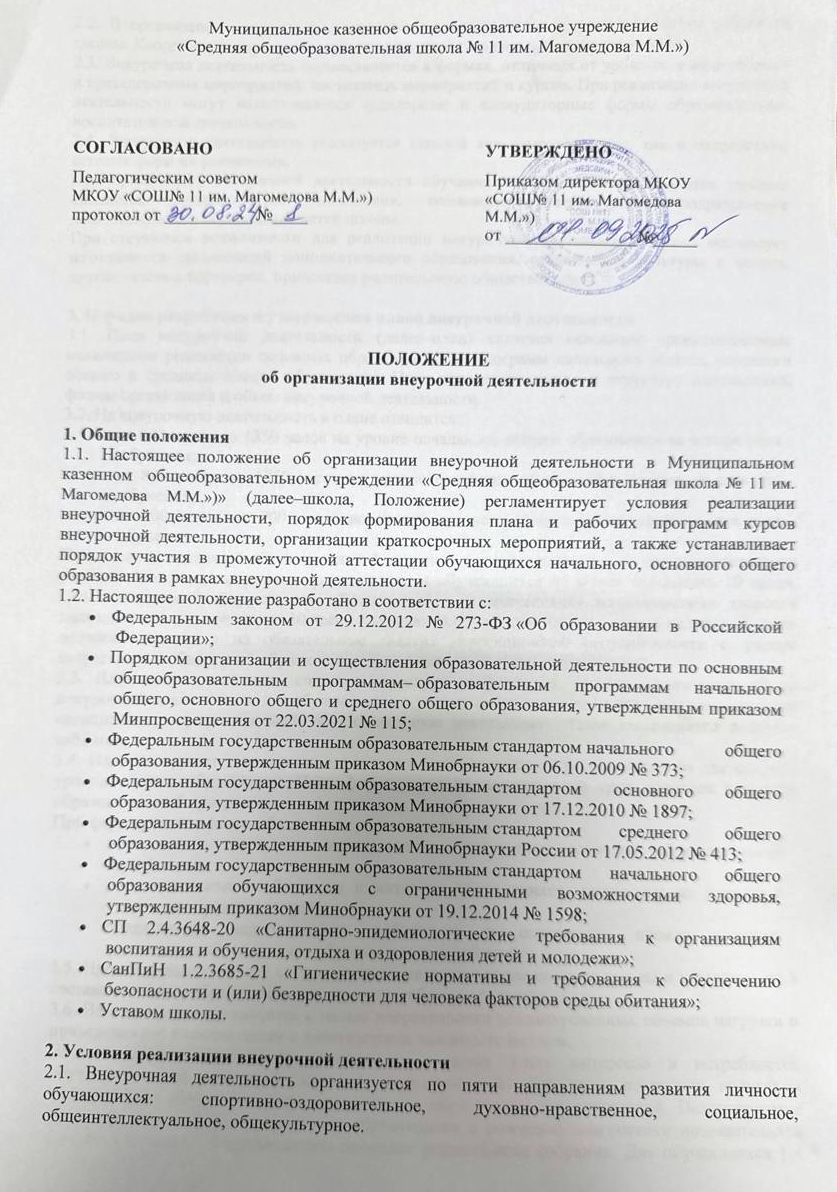 Муниципальное казенное общеобразовательное учреждение
«Средняя общеобразовательная школа № 11 им. Магомедова М.М.»)
СОГЛАСОВАНО
Педагогическим советом
МКОУ «СОШ№ 11 им. Магомедова М.М.»)
протокол от 30.08.24 № 1
УТВЕРЖДЕНО
Приказом директора МКОУ
«СОШ№ 11 им. Магомедова
М.М.»)
от 09 №
ПОЛОЖЕНИЕ
об организации внеурочной деятельности
1. Общие положения
1.1. Настоящее положение об организации внеурочной деятельности в Муниципальном
казенном общеобразовательном учреждении «Средняя общеобразовательная школа № 11 им.
Магомедова М.М.»)» (далее–школа, Положение) регламентирует условия реализации
внеурочной деятельности, порядок формирования плана и рабочих программ курсов
внеурочной деятельности, организации краткосрочных мероприятий, а также устанавливает
порядок участия в промежуточной аттестации обучающихся начального, основного общего
образования в рамках внеурочной деятельности.
1.2. Настоящее положение разработано в соответствии с:
• Федеральным законом от 29.12.2012 № 273-ФЗ «Об образовании в Российской
Федерации»;
• Порядком организации и осуществления образовательной деятельности по основным
общеобразовательным программам– образовательным программам начального
общего, основного общего и среднего общего образования, утвержденным приказом
Минпросвещения от 22.03.2021 № 115;
• Федеральным государственным образовательным стандартом начального общего
образования, утвержденным приказом Минобрнауки от 06.10.2009 № 373;
• Федеральным государственным образовательным стандартом основного общего
образования, утвержденным приказом Минобрнауки от 17.12.2010 № 1897;
• Федеральным государственным образовательным стандартом среднего общего
образования, утвержденным приказом Минобрнауки России от 17.05.2012 № 413;
• Федеральным государственным образовательным стандартом начального общего
образования обучающихся с ограниченными возможностями здоровья,
утвержденным приказом Минобрнауки от 19.12.2014 № 1598;
• СП 2.4.3648-20 «Санитарно-эпидемиологические требования к организациям
воспитания и обучения, отдыха и оздоровления детей и молодежи»;
• СанПиН 1.2.3685-21 «Гигиенические нормативы и требования к обеспечению
безопасности и (или) безвредности для человека факторов среды обитания»;
• Уставом школы.
2. Условия реализации внеурочной деятельности
2.1. Внеурочная деятельность организуется по пяти направлениям развития личности
обучающихся: спортивно-оздоровительное, духовно-нравственное, социальное,
общеинтеллектуальное, общекультурное.